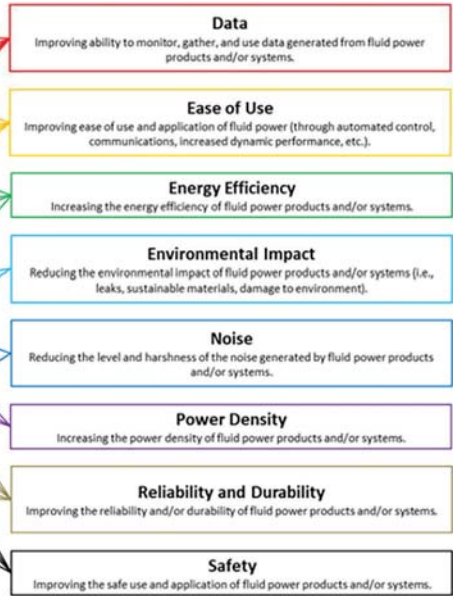 Data
Improving ability to monitor, gather, and use data generated from fluid power
products and/or systems.
Ease of Use
Improving ease of use and application of fluid power (through automated control,
communications, increased dynamic performance, etc.).
Energy Efficiency
Increasing the energy efficiency of fluid power products and/or systems.
Environmental Impact
Reducing the environmental impact of fluid power products and/or systems (i.e.,
leaks, sustainable materials, damage to environment).
Noise
Reducing the level and harshness of the noise generated by fluid power products
and/or systems.
Power Density
Increasing the power density of fluid power products and/or systems.
Reliability and Durability
Improving the reliability and/or durability of fluid power products and/or systems.
Safety
Improving the safe use and application of fluid power products and/or systems.